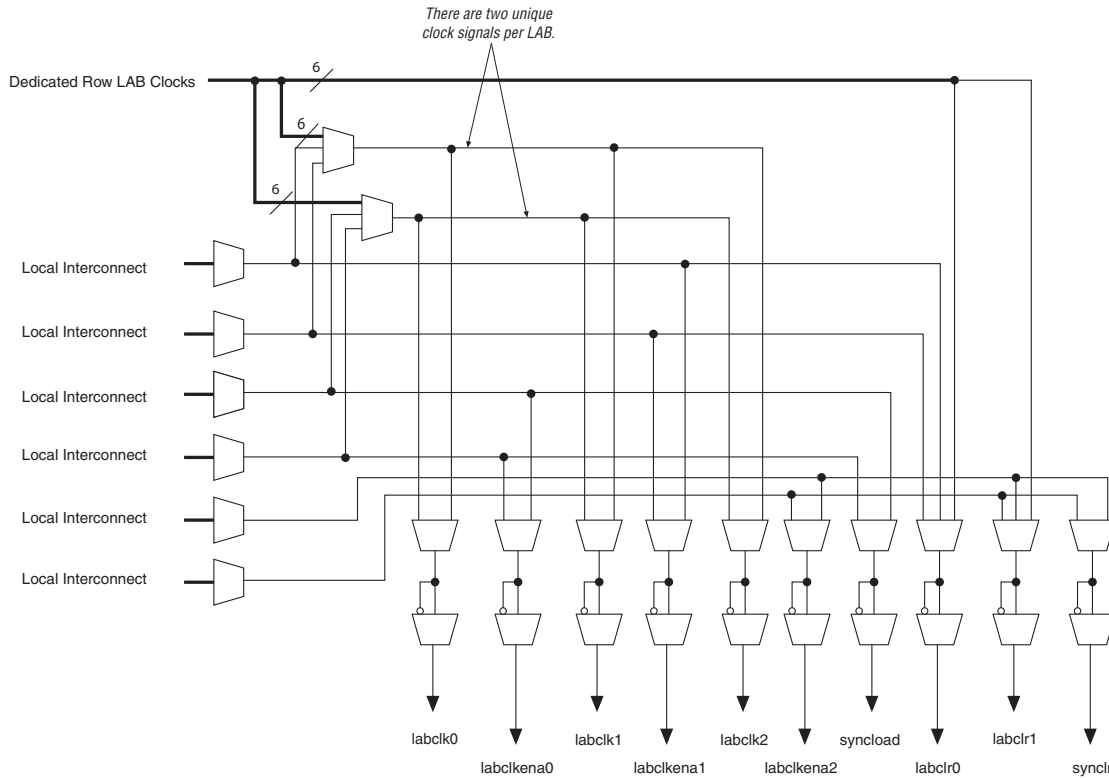 There are two unique
clock signals per LAB.
6
Dedicated Row LAB Clocks
6
6
Local Interconnect
Local Interconnect
Local Interconnect
Local Interconnect
Local Interconnect
Local Interconnect
labclk0
labclk1
labclk2
syncload
labclr1
labclkena0
labclkena1
labclkena2
labclr0
synclr